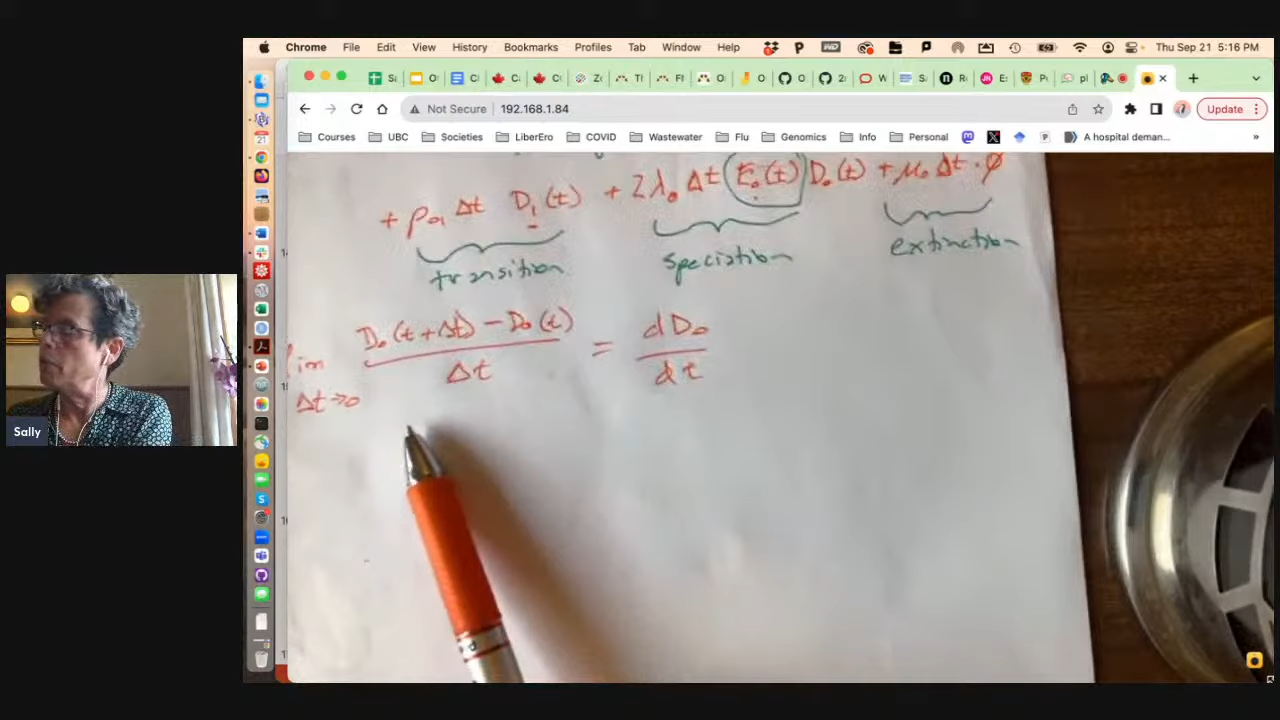 Chrome File Edit View History Bookmarks Profiles Tab Window Help Thu Sep 21 5:16 PM
Not Secure 192.168.1.84 Update
Courses UBC Societies LiberEro COVID Wastewater Flu Genomics Info Personal A hospital deman... »
+ ρ₀₁ Δt D₁(t) + 2λ₀ Δt E₀(t) D₀(t) + μ₀ Δt · ∅
transition speciation extinction
D₀(t+Δt) − D₀(t) dD₀
lim = 
Δt dt
Δt→0
Sally